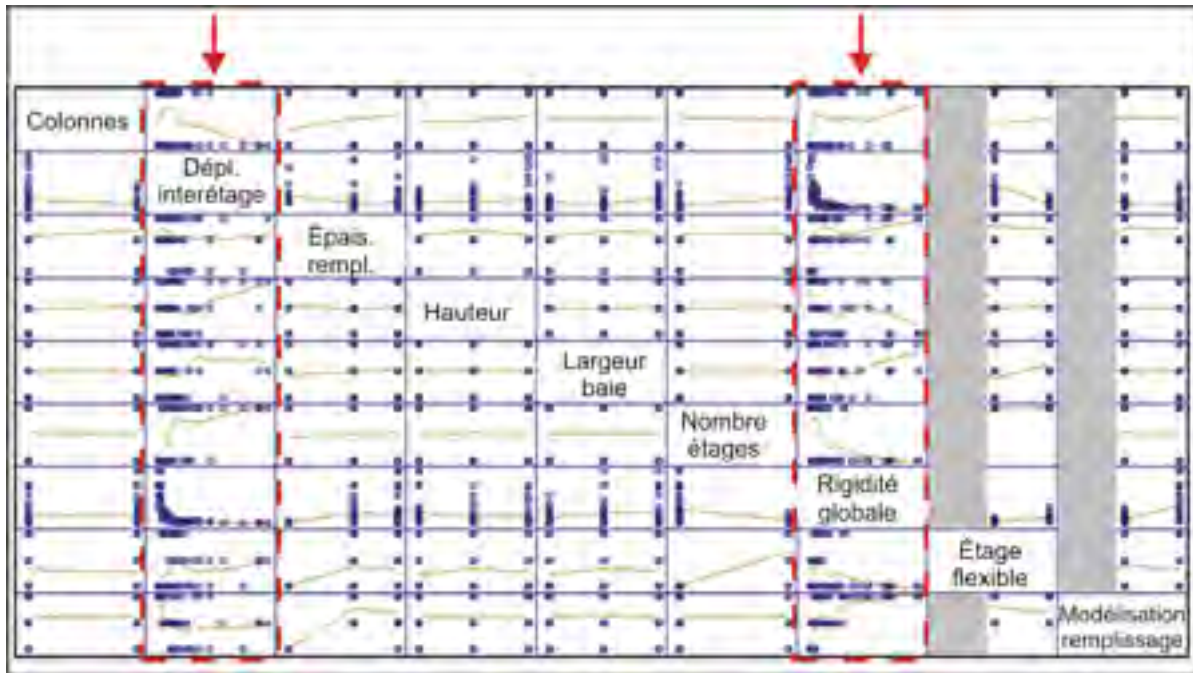 Colonnes
Dépl.
interétage
Épais.
rempl.
Hauteur
Largeur
baie
Nombre
étages
Rigidité
globale
Étage
flexible
Modélisation
remplissage